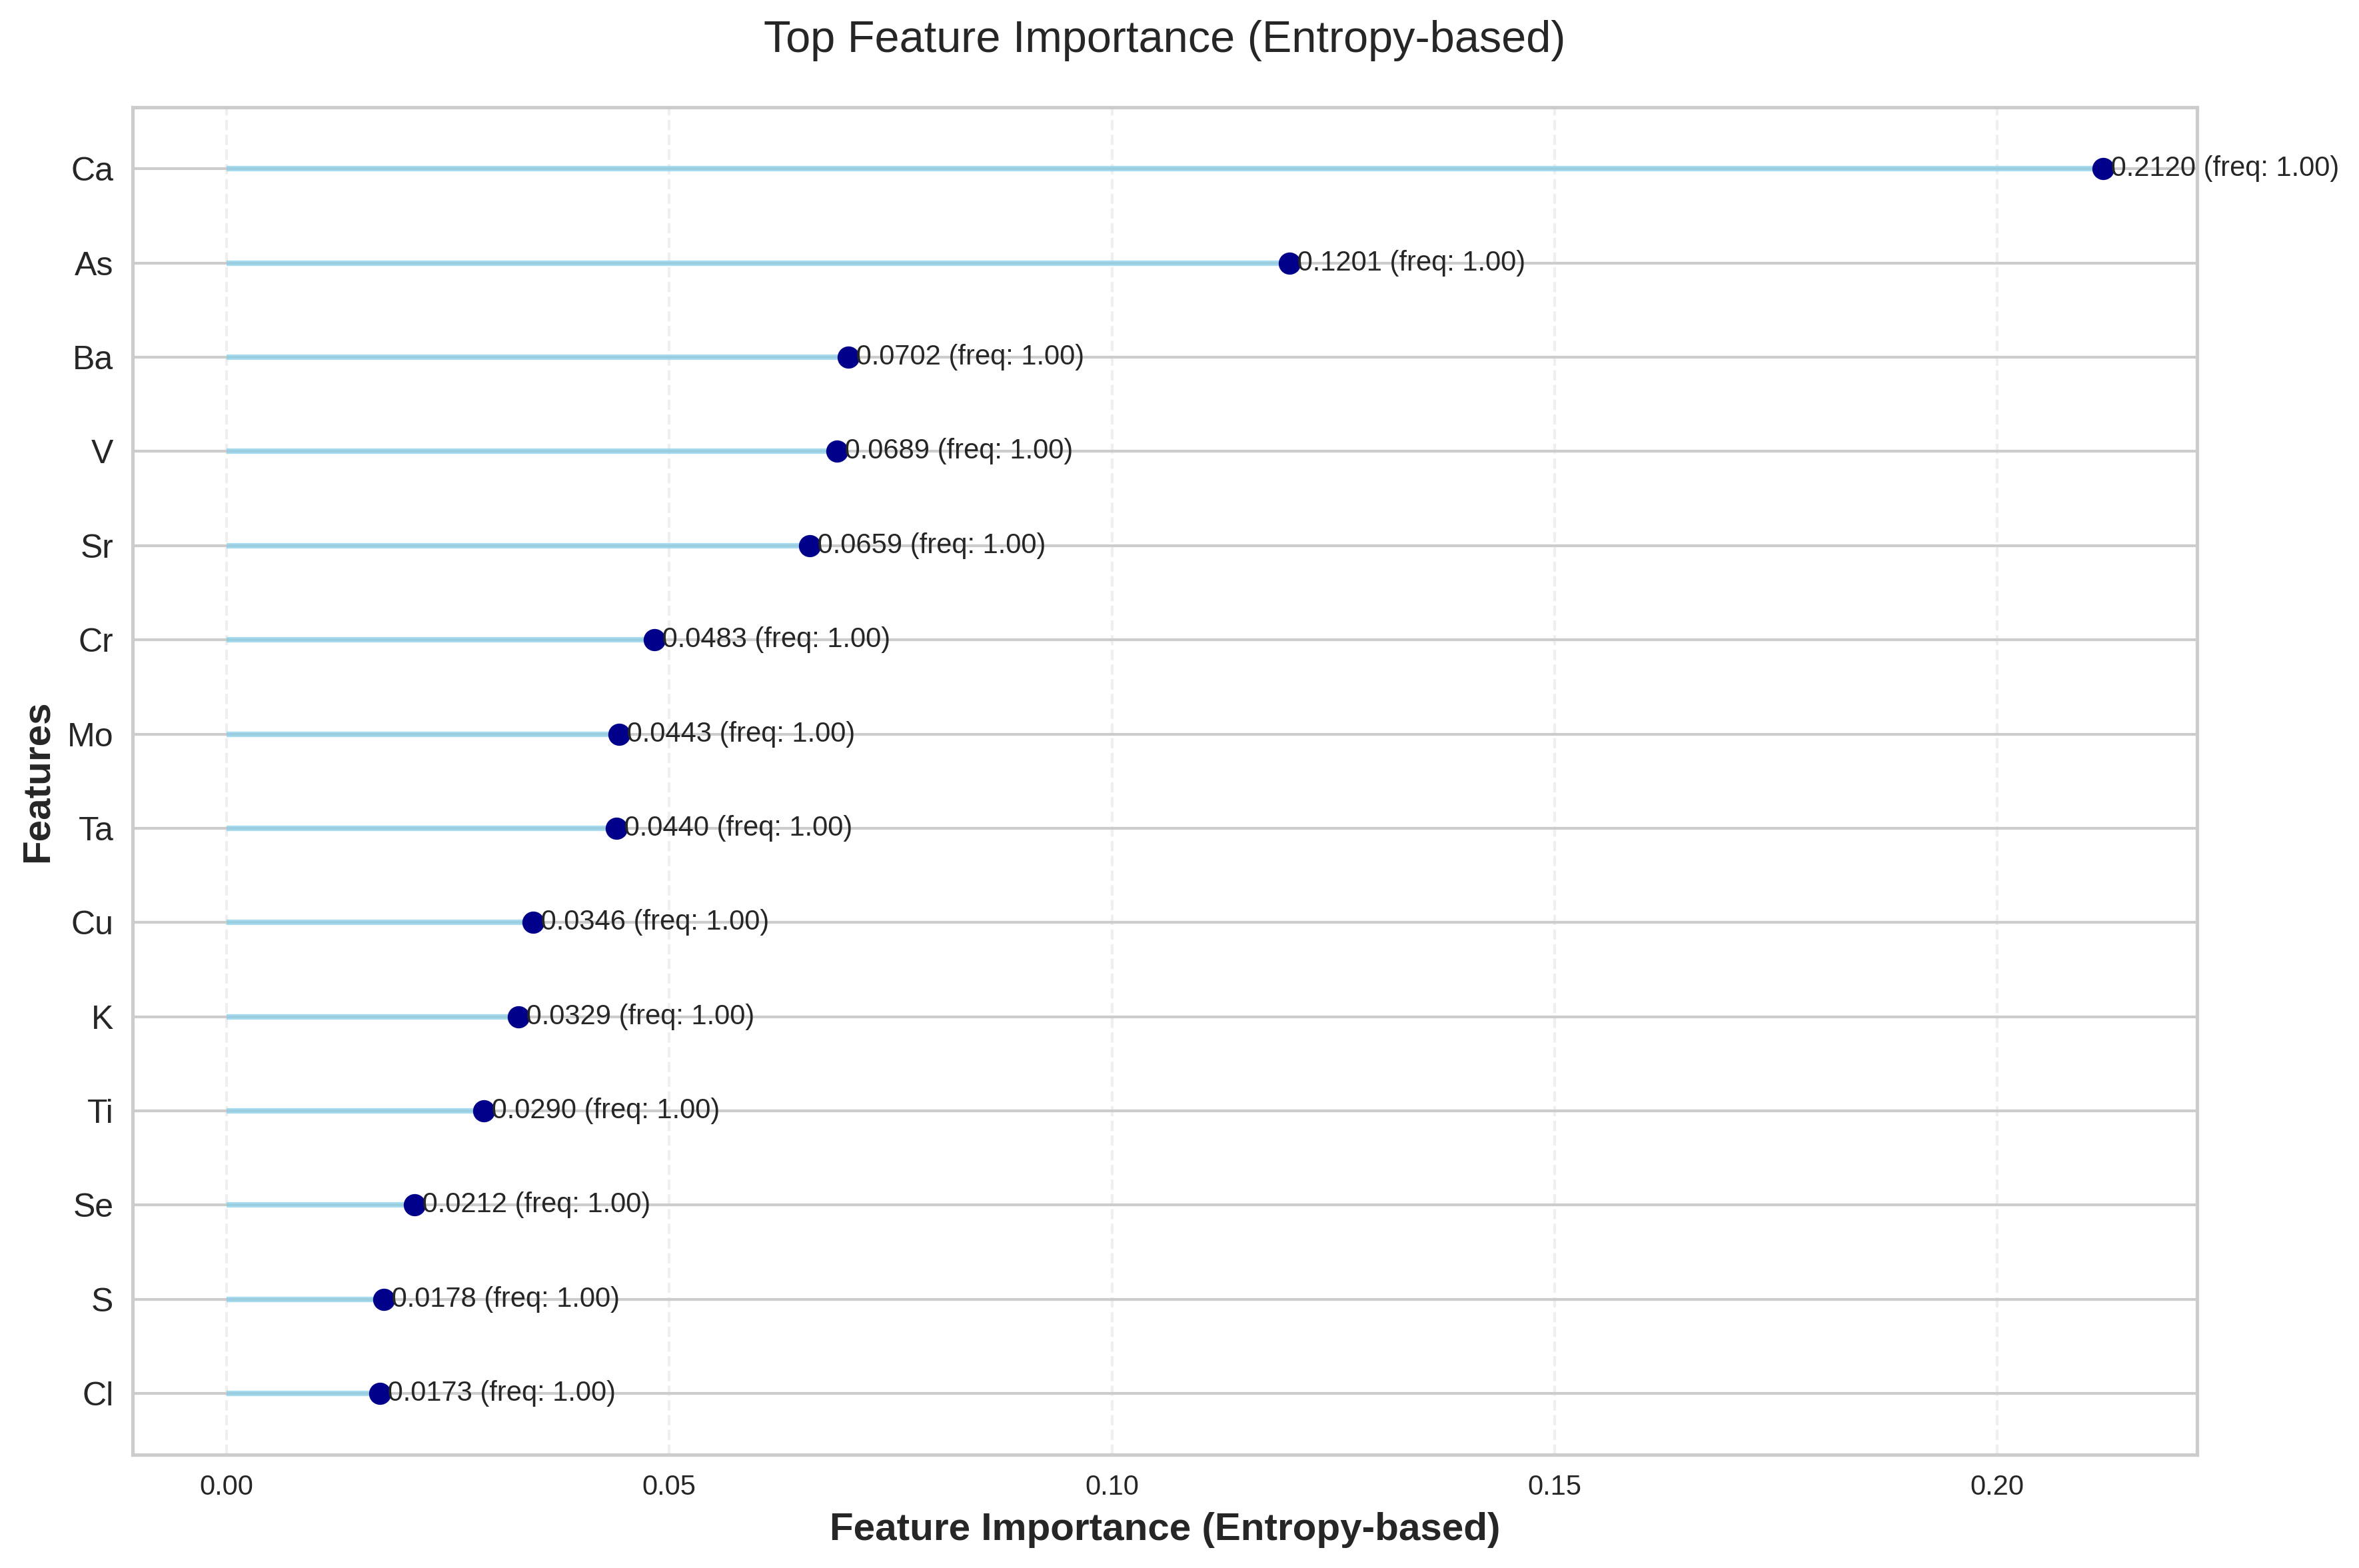 Top Feature Importance (Entropy-based)
Ca 0.2120 (freq: 1.00)
As 0.1201 (freq: 1.00)
Ba 0.0702 (freq: 1.00)
V 0.0689 (freq: 1.00)
Sr 0.0659 (freq: 1.00)
Cr 0.0483 (freq: 1.00)
Mo 0.0443 (freq: 1.00)
Ta 0.0440 (freq: 1.00)
Cu 0.0346 (freq: 1.00)
K 0.0329 (freq: 1.00)
Ti 0.0290 (freq: 1.00)
Se 0.0212 (freq: 1.00)
S 0.0178 (freq: 1.00)
Cl 0.0173 (freq: 1.00)
Features
0.00 0.05 0.10 0.15 0.20
Feature Importance (Entropy-based)